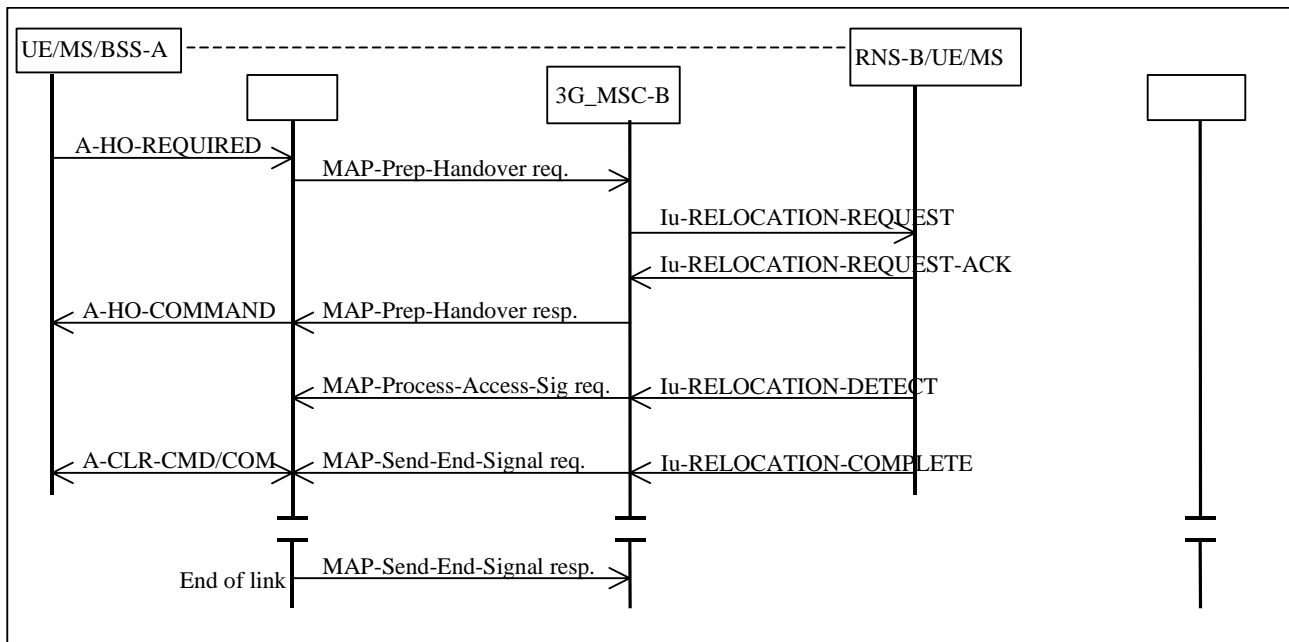 UE/MS/BSS-A
RNS-B/UE/MS
3G_MSC-B
A-HO-REQUIRED
MAP-Prep-Handover req.
Iu-RELOCATION-REQUEST
Iu-RELOCATION-REQUEST-ACK
A-HO-COMMAND
MAP-Prep-Handover resp.
MAP-Process-Access-Sig req.
Iu-RELOCATION-DETECT
A-CLR-CMD/COM
MAP-Send-End-Signal req.
Iu-RELOCATION-COMPLETE
End of link
MAP-Send-End-Signal resp.